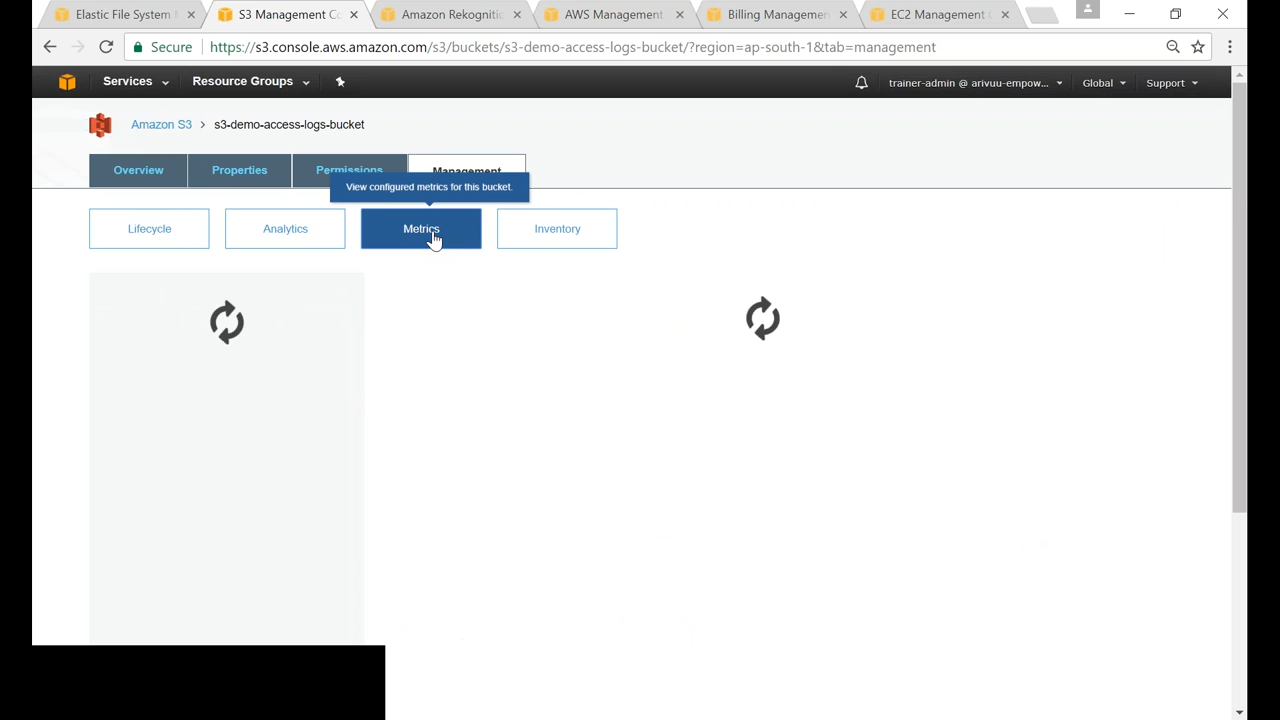 Elastic File System
S3 Management Co
Amazon Rekognitio
AWS Management
Billing Managemen
EC2 Management C
Secure
https://s3.console.aws.amazon.com/s3/buckets/s3-demo-access-logs-bucket/?region=ap-south-1&tab=management
Services
Resource Groups
trainer-admin @ arivuu-empow...
Global
Support
Amazon S3 > s3-demo-access-logs-bucket
Overview
Properties
Permissions
Management
View configured metrics for this bucket.
Lifecycle
Analytics
Metrics
Inventory